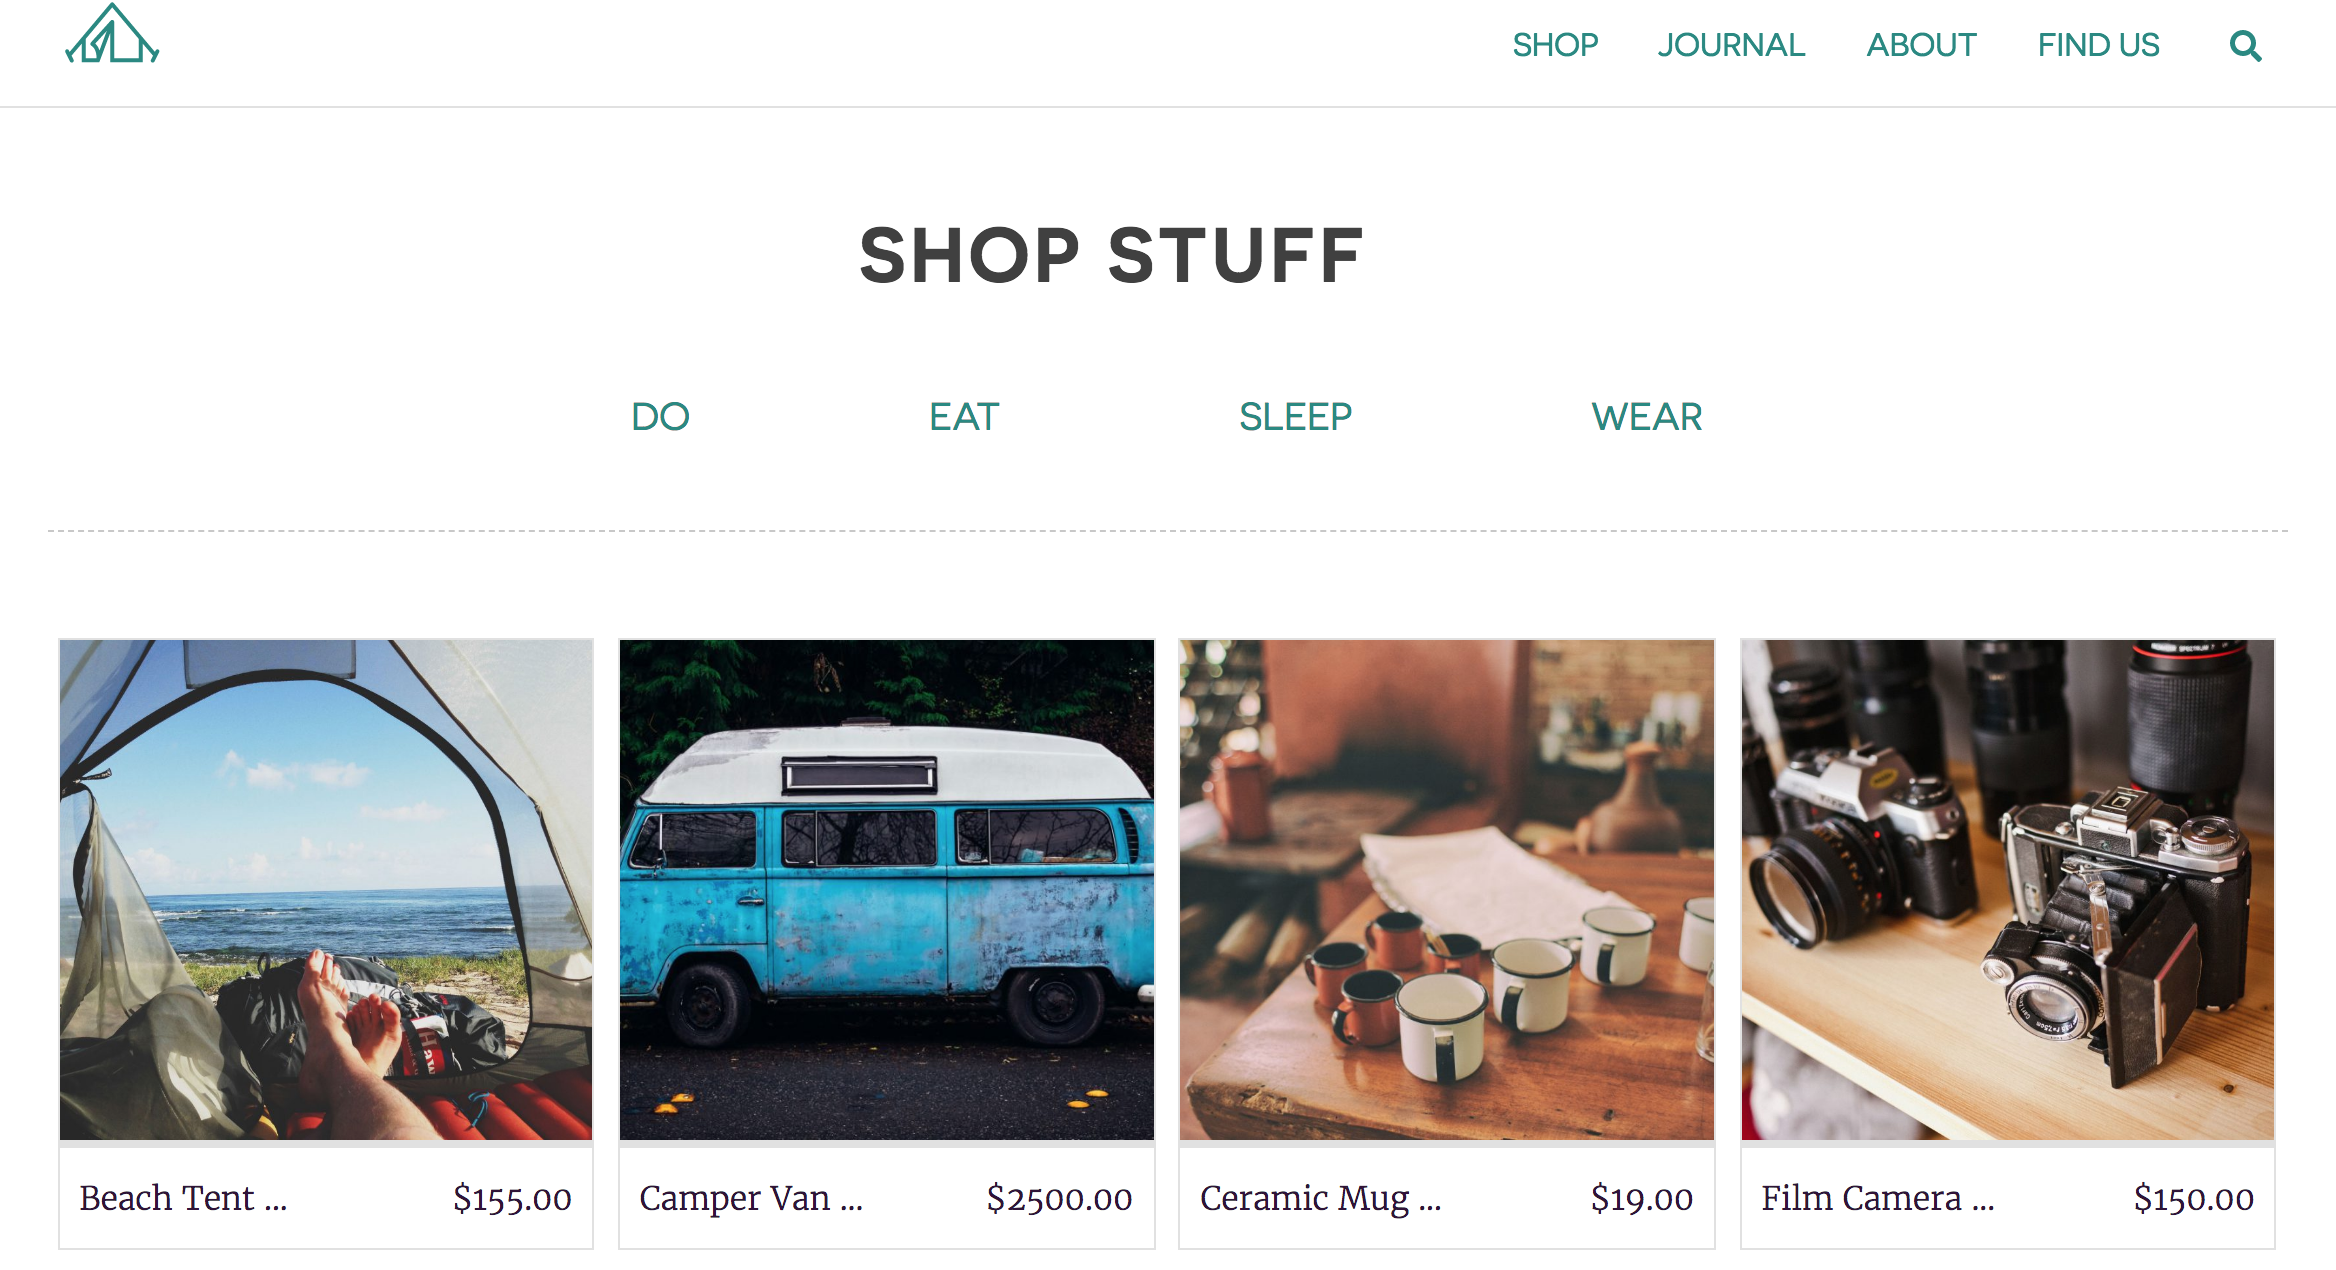 SHOP JOURNAL ABOUT FIND US
SHOP STUFF
DO EAT SLEEP WEAR
Beach Tent ... $155.00
Camper Van ... $2500.00
Ceramic Mug ... $19.00
Film Camera ... $150.00